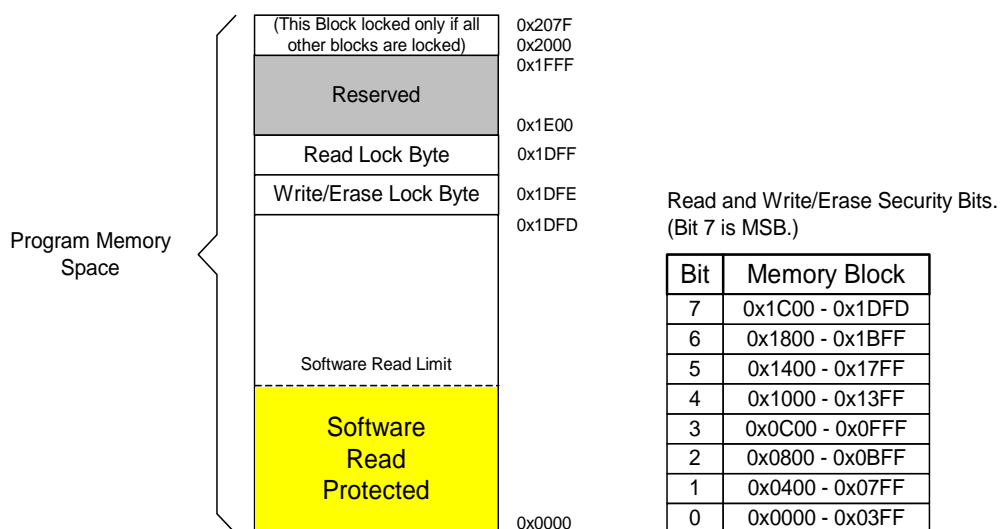 (This Block locked only if all
other blocks are locked)
0x207F
0x2000
0x1FFF
Reserved
0x1E00
Read Lock Byte
0x1DFF
Write/Erase Lock Byte
0x1DFE
0x1DFD
Program Memory
Space
Software Read Limit
Software
Read
Protected
0x0000
Read and Write/Erase Security Bits.
(Bit 7 is MSB.)
Bit Memory Block
7 0x1C00 - 0x1DFD
6 0x1800 - 0x1BFF
5 0x1400 - 0x17FF
4 0x1000 - 0x13FF
3 0x0C00 - 0x0FFF
2 0x0800 - 0x0BFF
1 0x0400 - 0x07FF
0 0x0000 - 0x03FF